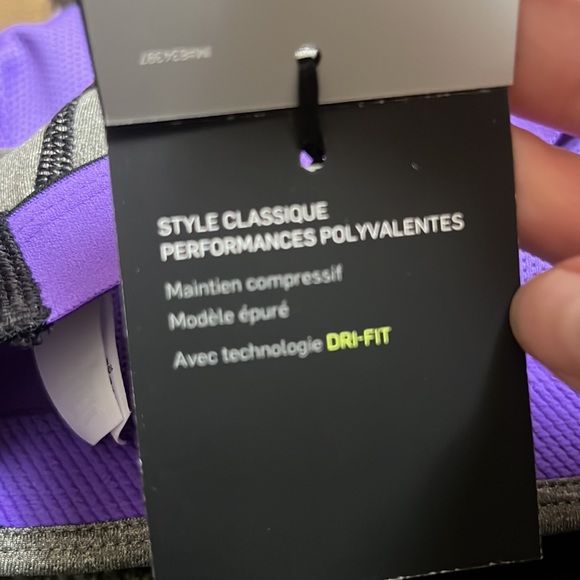 STYLE CLASSIQUE
PERFORMANCES POLYVALENTES
Maintien compressif
Modèle épuré
Avec technologie DRI-FIT